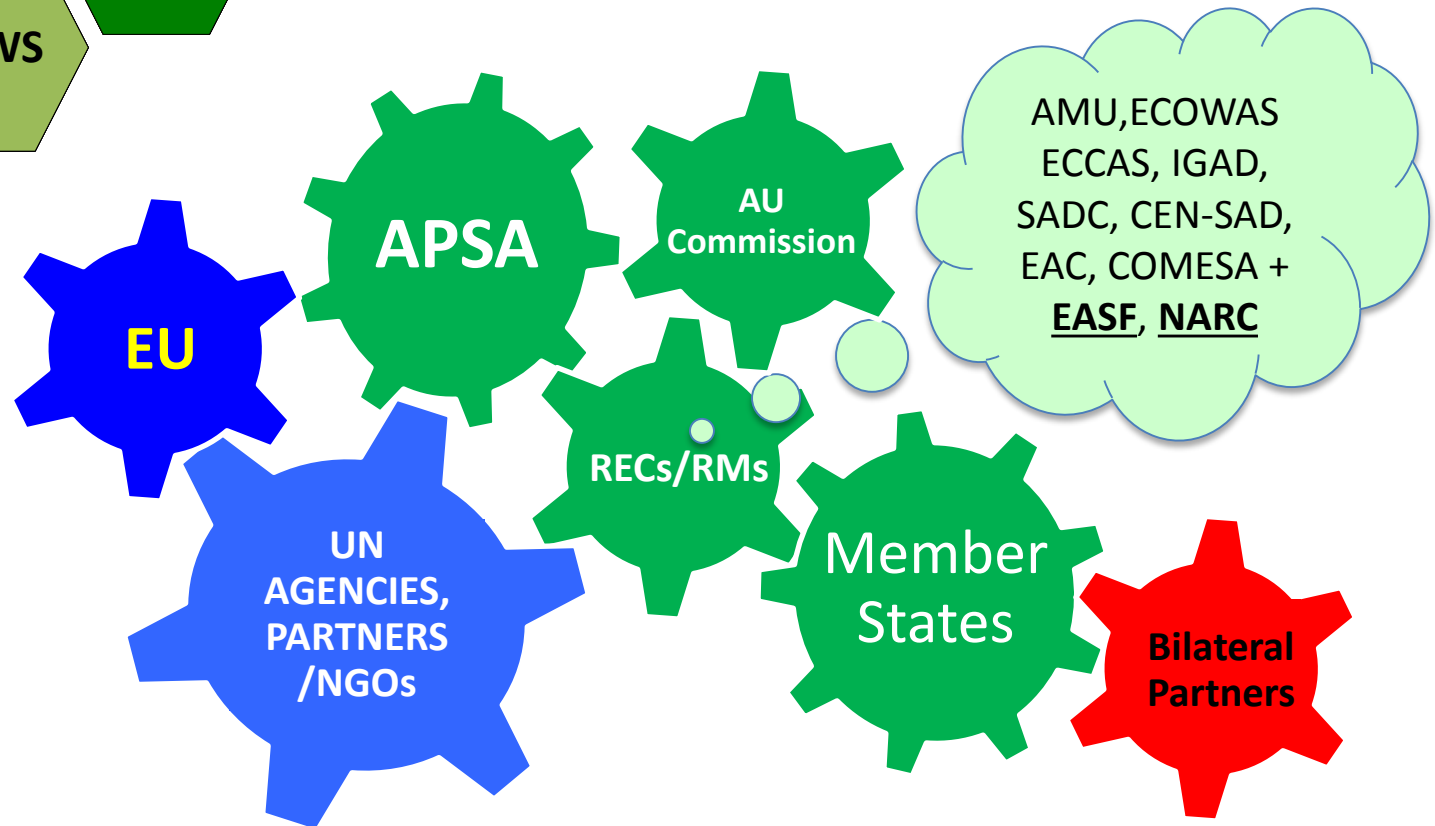 WS
APSA
AU
Commission
AMU,ECOWAS
ECCAS, IGAD,
SADC, CEN-SAD,
EAC, COMESA +
EASF, NARC
EU
RECs/RMs
UN
AGENCIES,
PARTNERS
/NGOs
Member
States
Bilateral
Partners